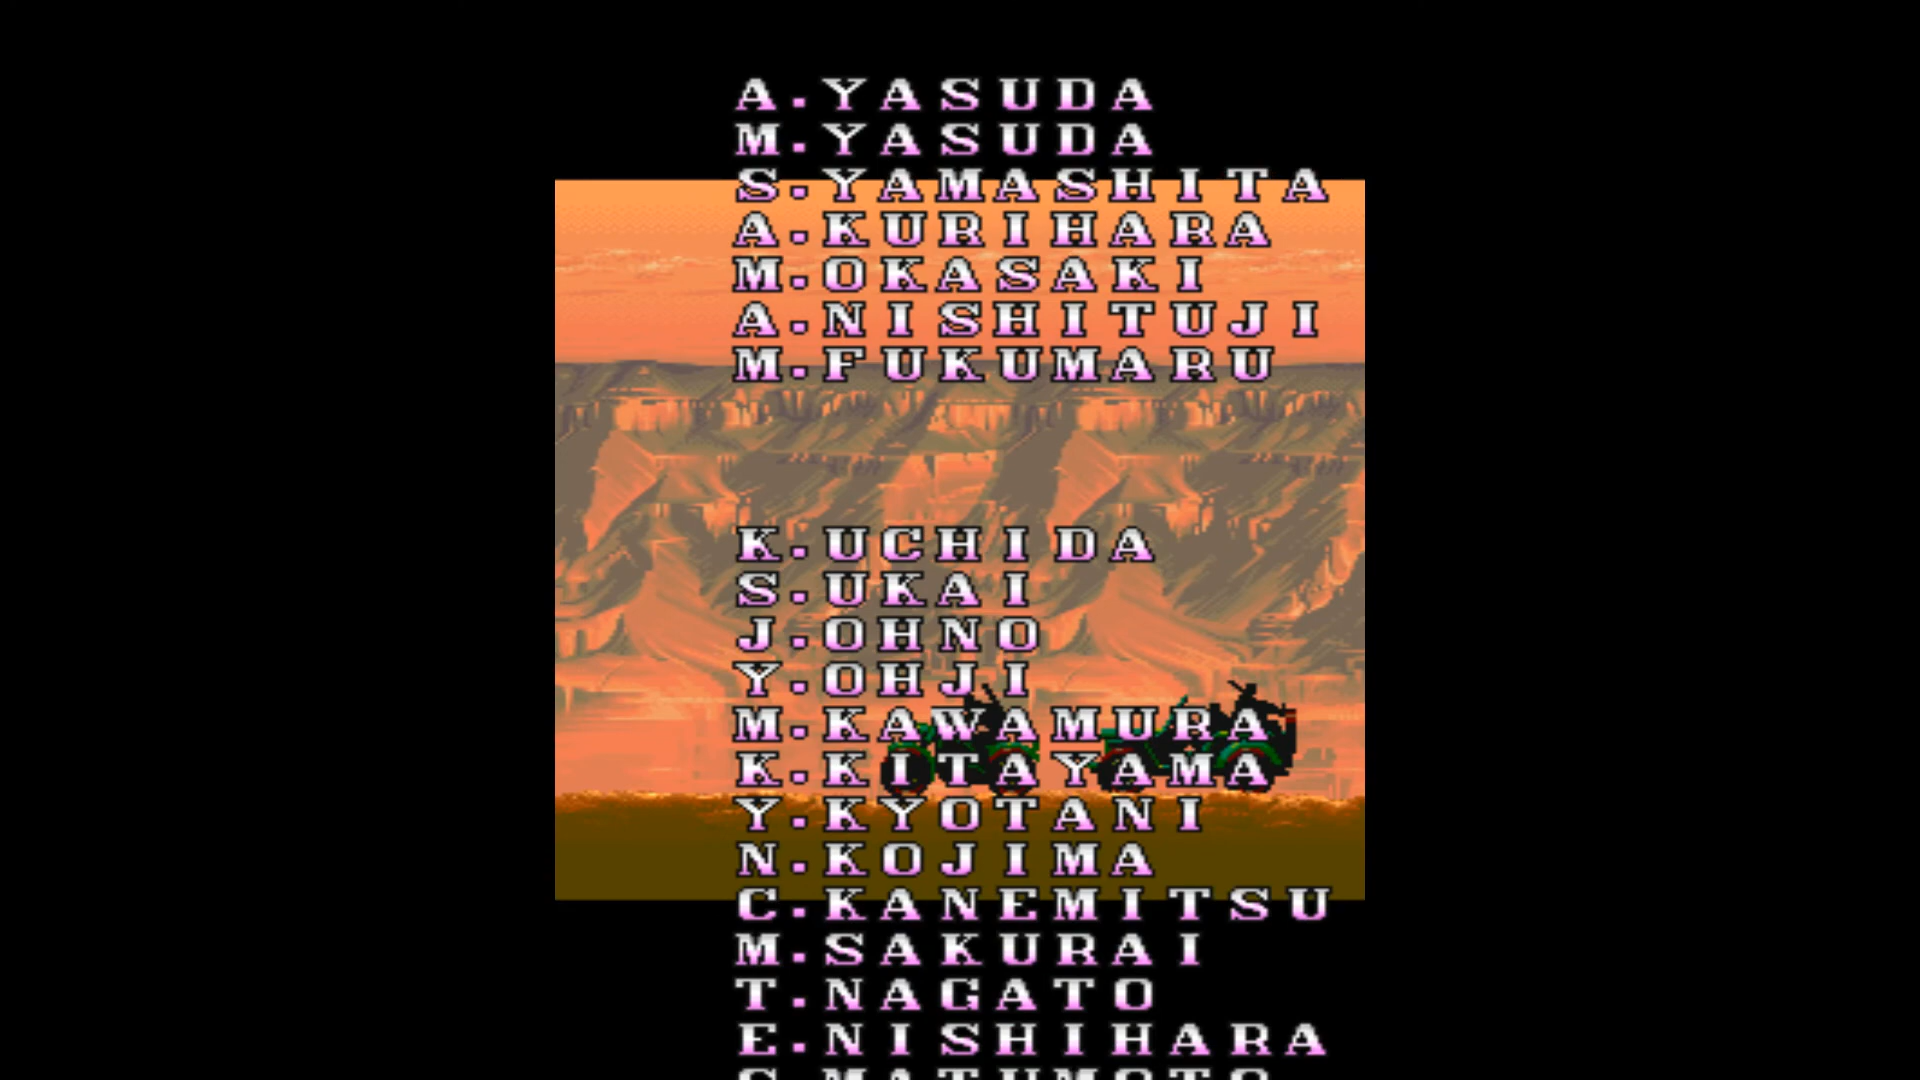 A.YASUDA
M.YASUDA
S.YAMASHITA
A.KURIHARA
M.OKASAKI
A.NISHITUJI
M.FUKUMARU
K.UCHIDA
S.UKAI
J.OHNO
Y.OHJI
M.KAWAMURA
K.KITAYAMA
Y.KYOTANI
N.KOJIMA
C.KANEMITSU
M.SAKURAI
T.NAGATO
E.NISHIHARA